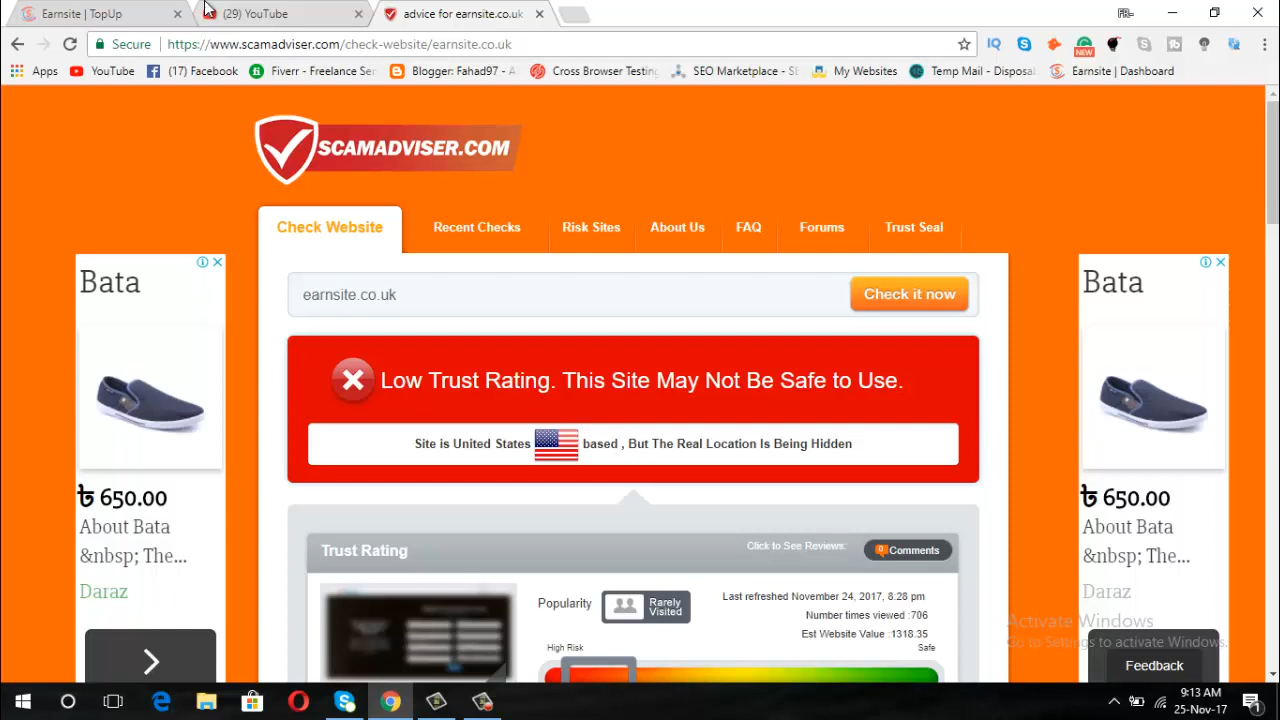 Earnsite | TopUp
(29) YouTube
advice for earnsite.co.uk
Secure
https://www.scamadviser.com/check-website/earnsite.co.uk
NEW
Apps
YouTube
(17) Facebook
Fiverr - Freelance Ser
Blogger: Fahad97 - A
Cross Browser Testing
SEO Marketplace - SE
My Websites
Temp Mail - Disposal
Earnsite | Dashboard
SCAMADVISER.COM
Check Website
Recent Checks
Risk Sites
About Us
FAQ
Forums
Trust Seal
earnsite.co.uk
Check it now
Low Trust Rating. This Site May Not Be Safe to Use.
Site is United States based , But The Real Location Is Being Hidden
Bata
৳ 650.00
About Bata
&nbsp; The...
Daraz
Bata
৳ 650.00
About Bata
&nbsp; The...
Daraz
Trust Rating
Click to See Reviews:
0 Comments
Popularity
Rarely
Visited
Last refreshed November 24, 2017, 8:28 pm
Number times viewed :706
Est Website Value :1318.35
High Risk
Safe
Activate Windows
Go to Settings to activate Windows.
Feedback
9:13 AM
25-Nov-17
1